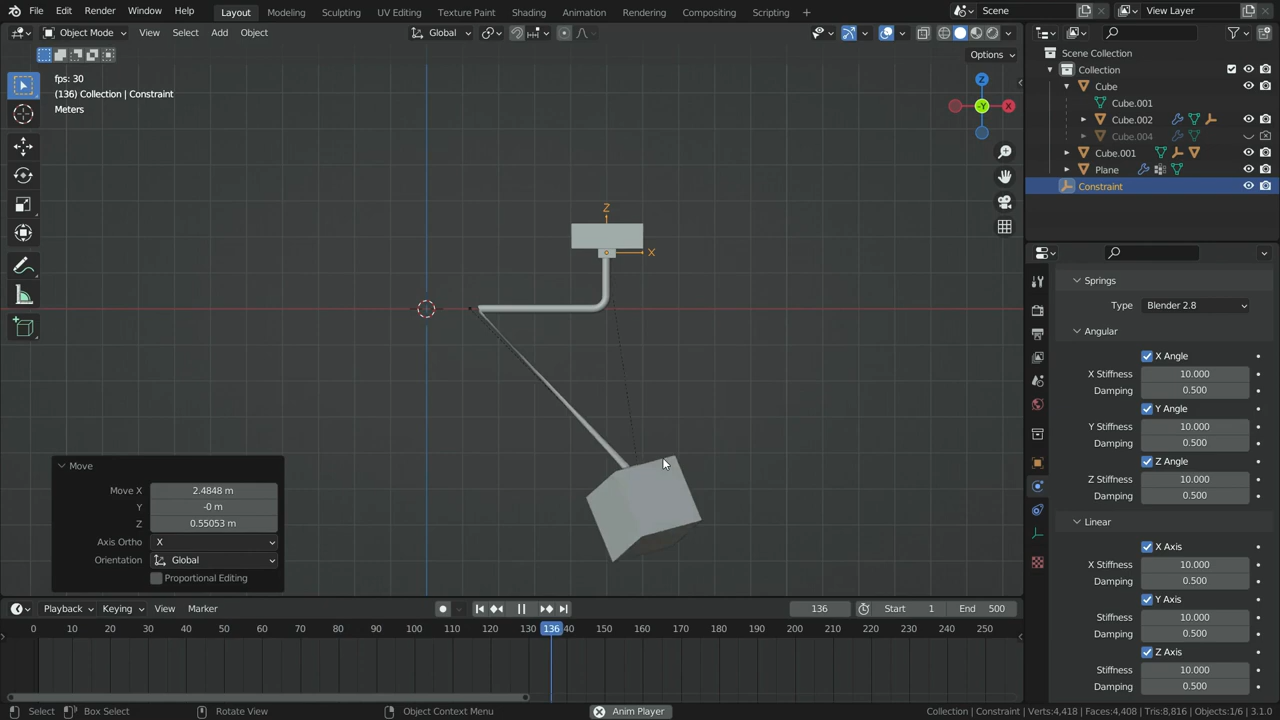 File Edit Render Window Help Layout Modeling Sculpting UV Editing Texture Paint Shading Animation Rendering Compositing Scripting + Scene View Layer
Object Mode View Select Add Object Global
Options
fps: 30
(136) Collection | Constraint
Meters
Z
X
-Y
Z
X
Scene Collection
Collection
Cube
Cube.001
Cube.002
Cube.004
Cube.001
Plane
Constraint
Springs
Type Blender 2.8
Angular
X Angle
X Stiffness 10.000
Damping 0.500
Y Angle
Y Stiffness 10.000
Damping 0.500
Z Angle
Z Stiffness 10.000
Damping 0.500
Linear
X Axis
X Stiffness 10.000
Damping 0.500
Y Axis
Stiffness 10.000
Damping 0.500
Z Axis
Stiffness 10.000
Damping 0.500
Move
Move X 2.4848 m
Y -0 m
Z 0.55053 m
Axis Ortho X
Orientation Global
Proportional Editing
Playback Keying View Marker 136 Start 1 End 500
0 10 20 30 40 50 60 70 80 90 100 110 120 130 136 40 150 160 170 180 190 200 210 220 230 240 250
Select Box Select Rotate View Object Context Menu Anim Player Collection | Constraint | Verts:4,418 | Faces:4,408 | Tris:8,816 | Objects:1/6 | 3.1.0